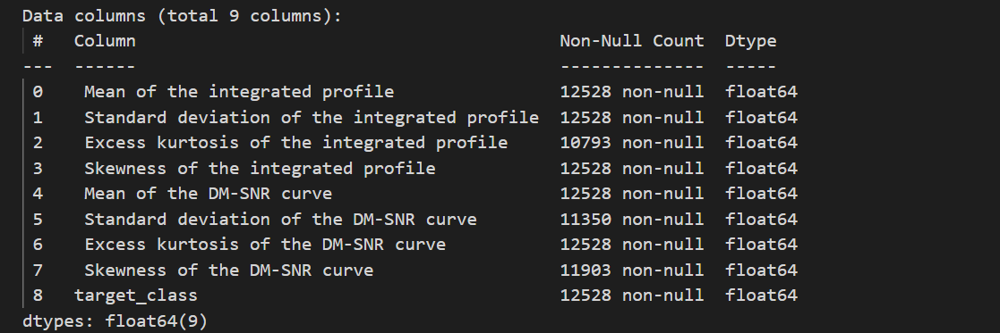 Data columns (total 9 columns):
 #   Column                                         Non-Null Count  Dtype
---  ------                                         --------------  -----
 0    Mean of the integrated profile                12528 non-null  float64
 1    Standard deviation of the integrated profile  12528 non-null  float64
 2    Excess kurtosis of the integrated profile     10793 non-null  float64
 3    Skewness of the integrated profile            12528 non-null  float64
 4    Mean of the DM-SNR curve                      12528 non-null  float64
 5    Standard deviation of the DM-SNR curve        11350 non-null  float64
 6    Excess kurtosis of the DM-SNR curve           12528 non-null  float64
 7    Skewness of the DM-SNR curve                  11903 non-null  float64
 8   target_class                                   12528 non-null  float64
dtypes: float64(9)